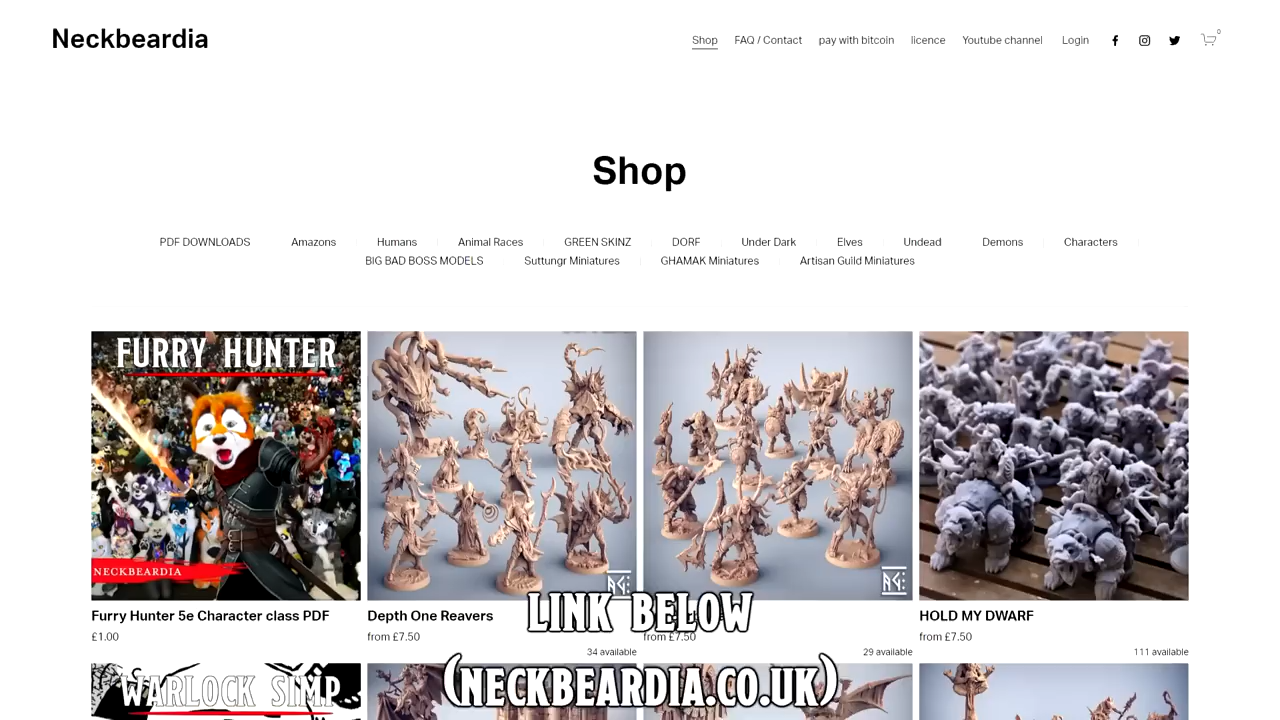 Neckbeardia
Shop FAQ / Contact pay with bitcoin licence Youtube channel Login 0
Shop
PDF DOWNLOADS Amazons Humans Animal Races GREEN SKINZ DORF Under Dark Elves Undead Demons Characters
BIG BAD BOSS MODELS Suttungr Miniatures GHAMAK Miniatures Artisan Guild Miniatures
FURRY HUNTER
NECKBEARDIA
Furry Hunter 5e Character class PDF
£1.00
Depth One Reavers
from £7.50
34 available
from £7.50
29 available
HOLD MY DWARF
from £7.50
111 available
LINK BELOW
WARLOCK SIMP
(NECKBEARDIA.CO.UK)